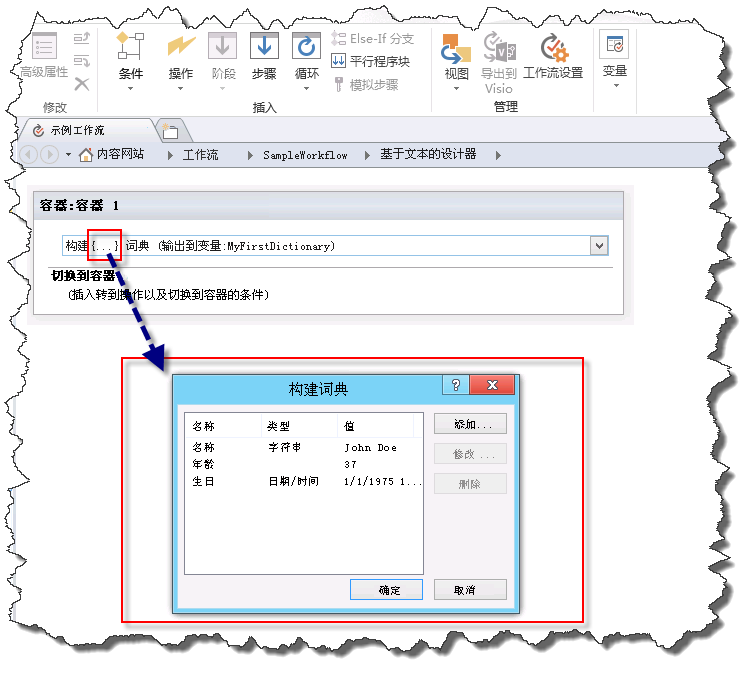 高级属性
修改
条件
操作
阶段
步骤
循环
Else-If 分支
平行程序块
模拟步骤
插入
视图
导出到 Visio
工作流设置
管理
变量
示例工作流
内容网站 工作流 SampleWorkflow 基于文本的设计器
容器:容器 1
构建 {...} 词典 (输出到变量:MyFirstDictionary)
切换到容器
(插入转到操作以及切换到容器的条件)
构建词典
? X
名称 类型 值
名称 字符串 John Doe
年龄 37
生日 日期/时间 1/1/1975 1...
添加...
修改 ...
删除
确定 取消